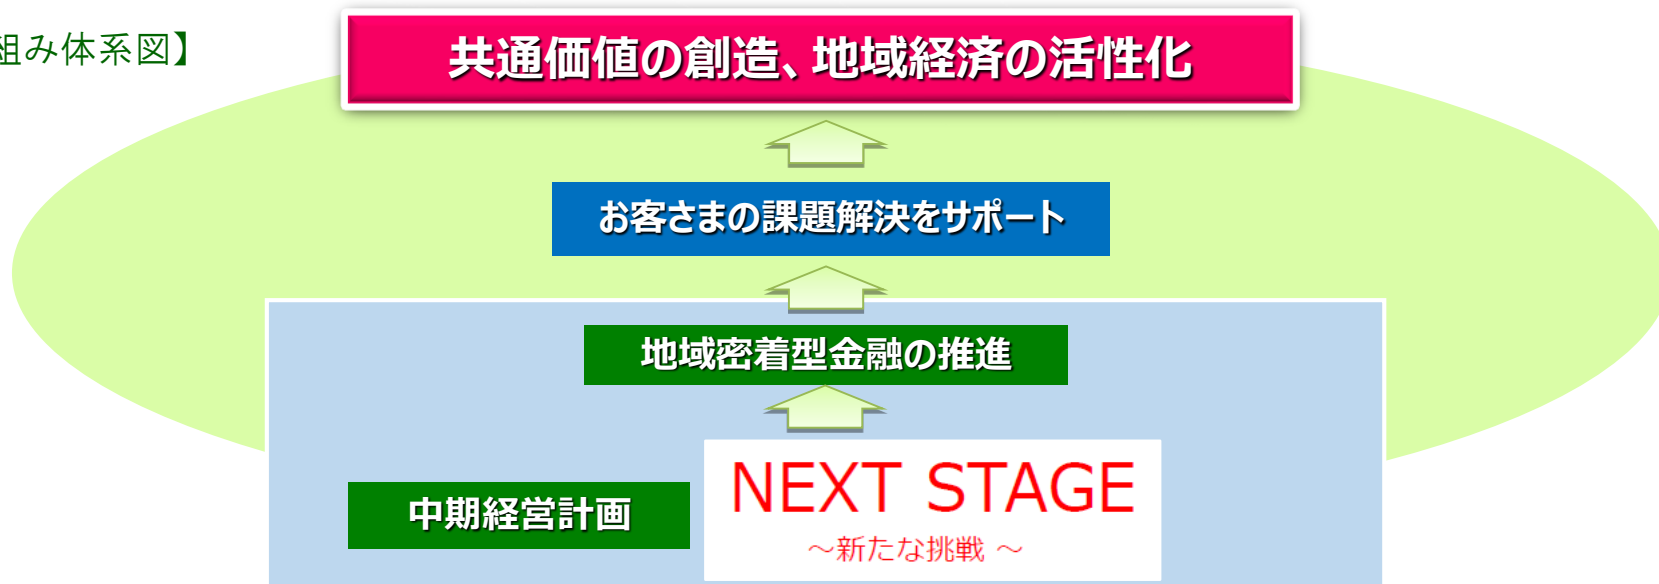 組み体系図】
共通価値の創造、地域経済の活性化
お客さまの課題解決をサポート
地域密着型金融の推進
中期経営計画
NEXT STAGE
～新たな挑戦 ～